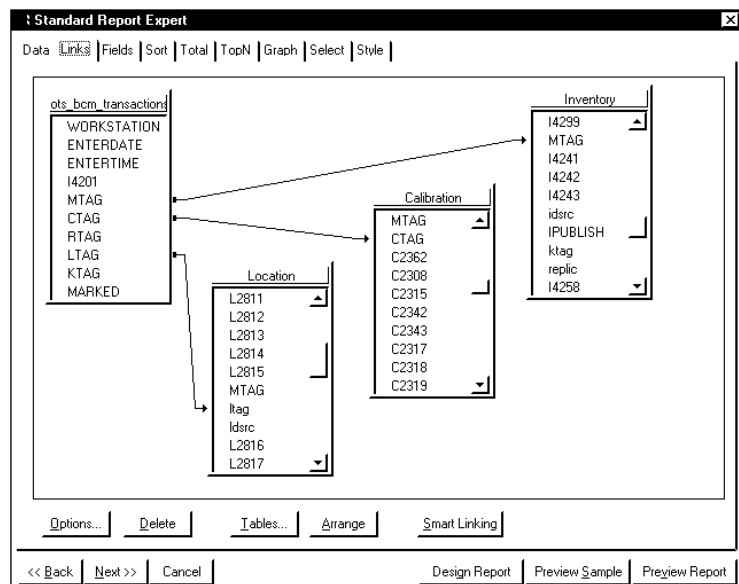 Standard Report Expert
Data Links Fields Sort Total TopN Graph Select Style
ots_bcm_transactions
WORKSTATION
ENTERDATE
ENTERTIME
I4201
MTAG
CTAG
RTAG
LTAG
KTAG
MARKED
Location
L2811
L2812
L2813
L2814
L2815
MTAG
ltag
ldsrc
L2816
L2817
Calibration
MTAG
CTAG
C2362
C2308
C2315
C2342
C2343
C2317
C2318
C2319
Inventory
I4299
MTAG
I4241
I4242
I4243
idsrc
IPUBLISH
ktag
replic
I4258
Options... Delete Tables... Arrange Smart Linking
<< Back Next >> Cancel Design Report Preview Sample Preview Report